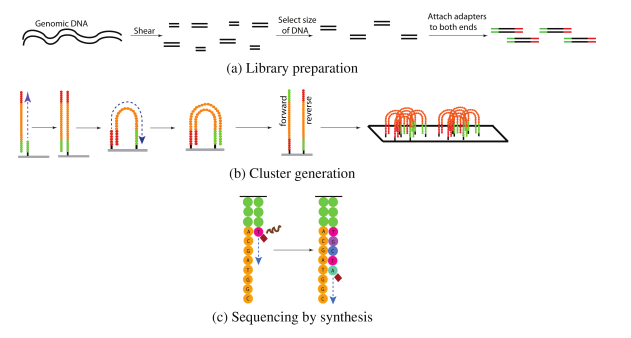 Genomic DNA
Shear
Select size
of DNA
Attach adapters
to both ends
(a) Library preparation
forward
reverse
(b) Cluster generation
A T
C
G
A
T
G
G
C
A T
C G
G C
A T
T A
G
G
C
(c) Sequencing by synthesis